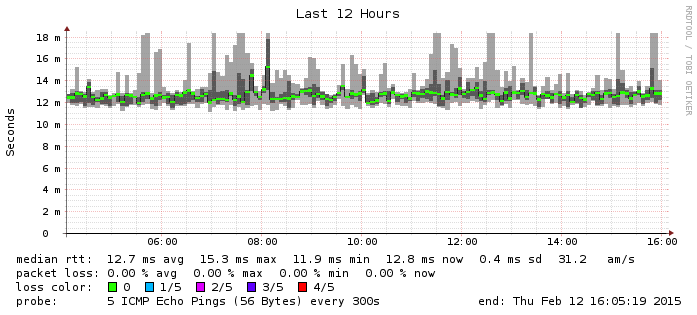 Last 12 Hours
RRDTOOL / TOBI OETIKER
Seconds
18 m
16 m
14 m
12 m
10 m
8 m
6 m
4 m
2 m
0
06:00 08:00 10:00 12:00 14:00 16:00
median rtt: 12.7 ms avg 15.3 ms max 11.9 ms min 12.8 ms now 0.4 ms sd 31.2 am/s
packet loss: 0.00 % avg 0.00 % max 0.00 % min 0.00 % now
loss color: 0 1/5 2/5 3/5 4/5
probe: 5 ICMP Echo Pings (56 Bytes) every 300s end: Thu Feb 12 16:05:19 2015